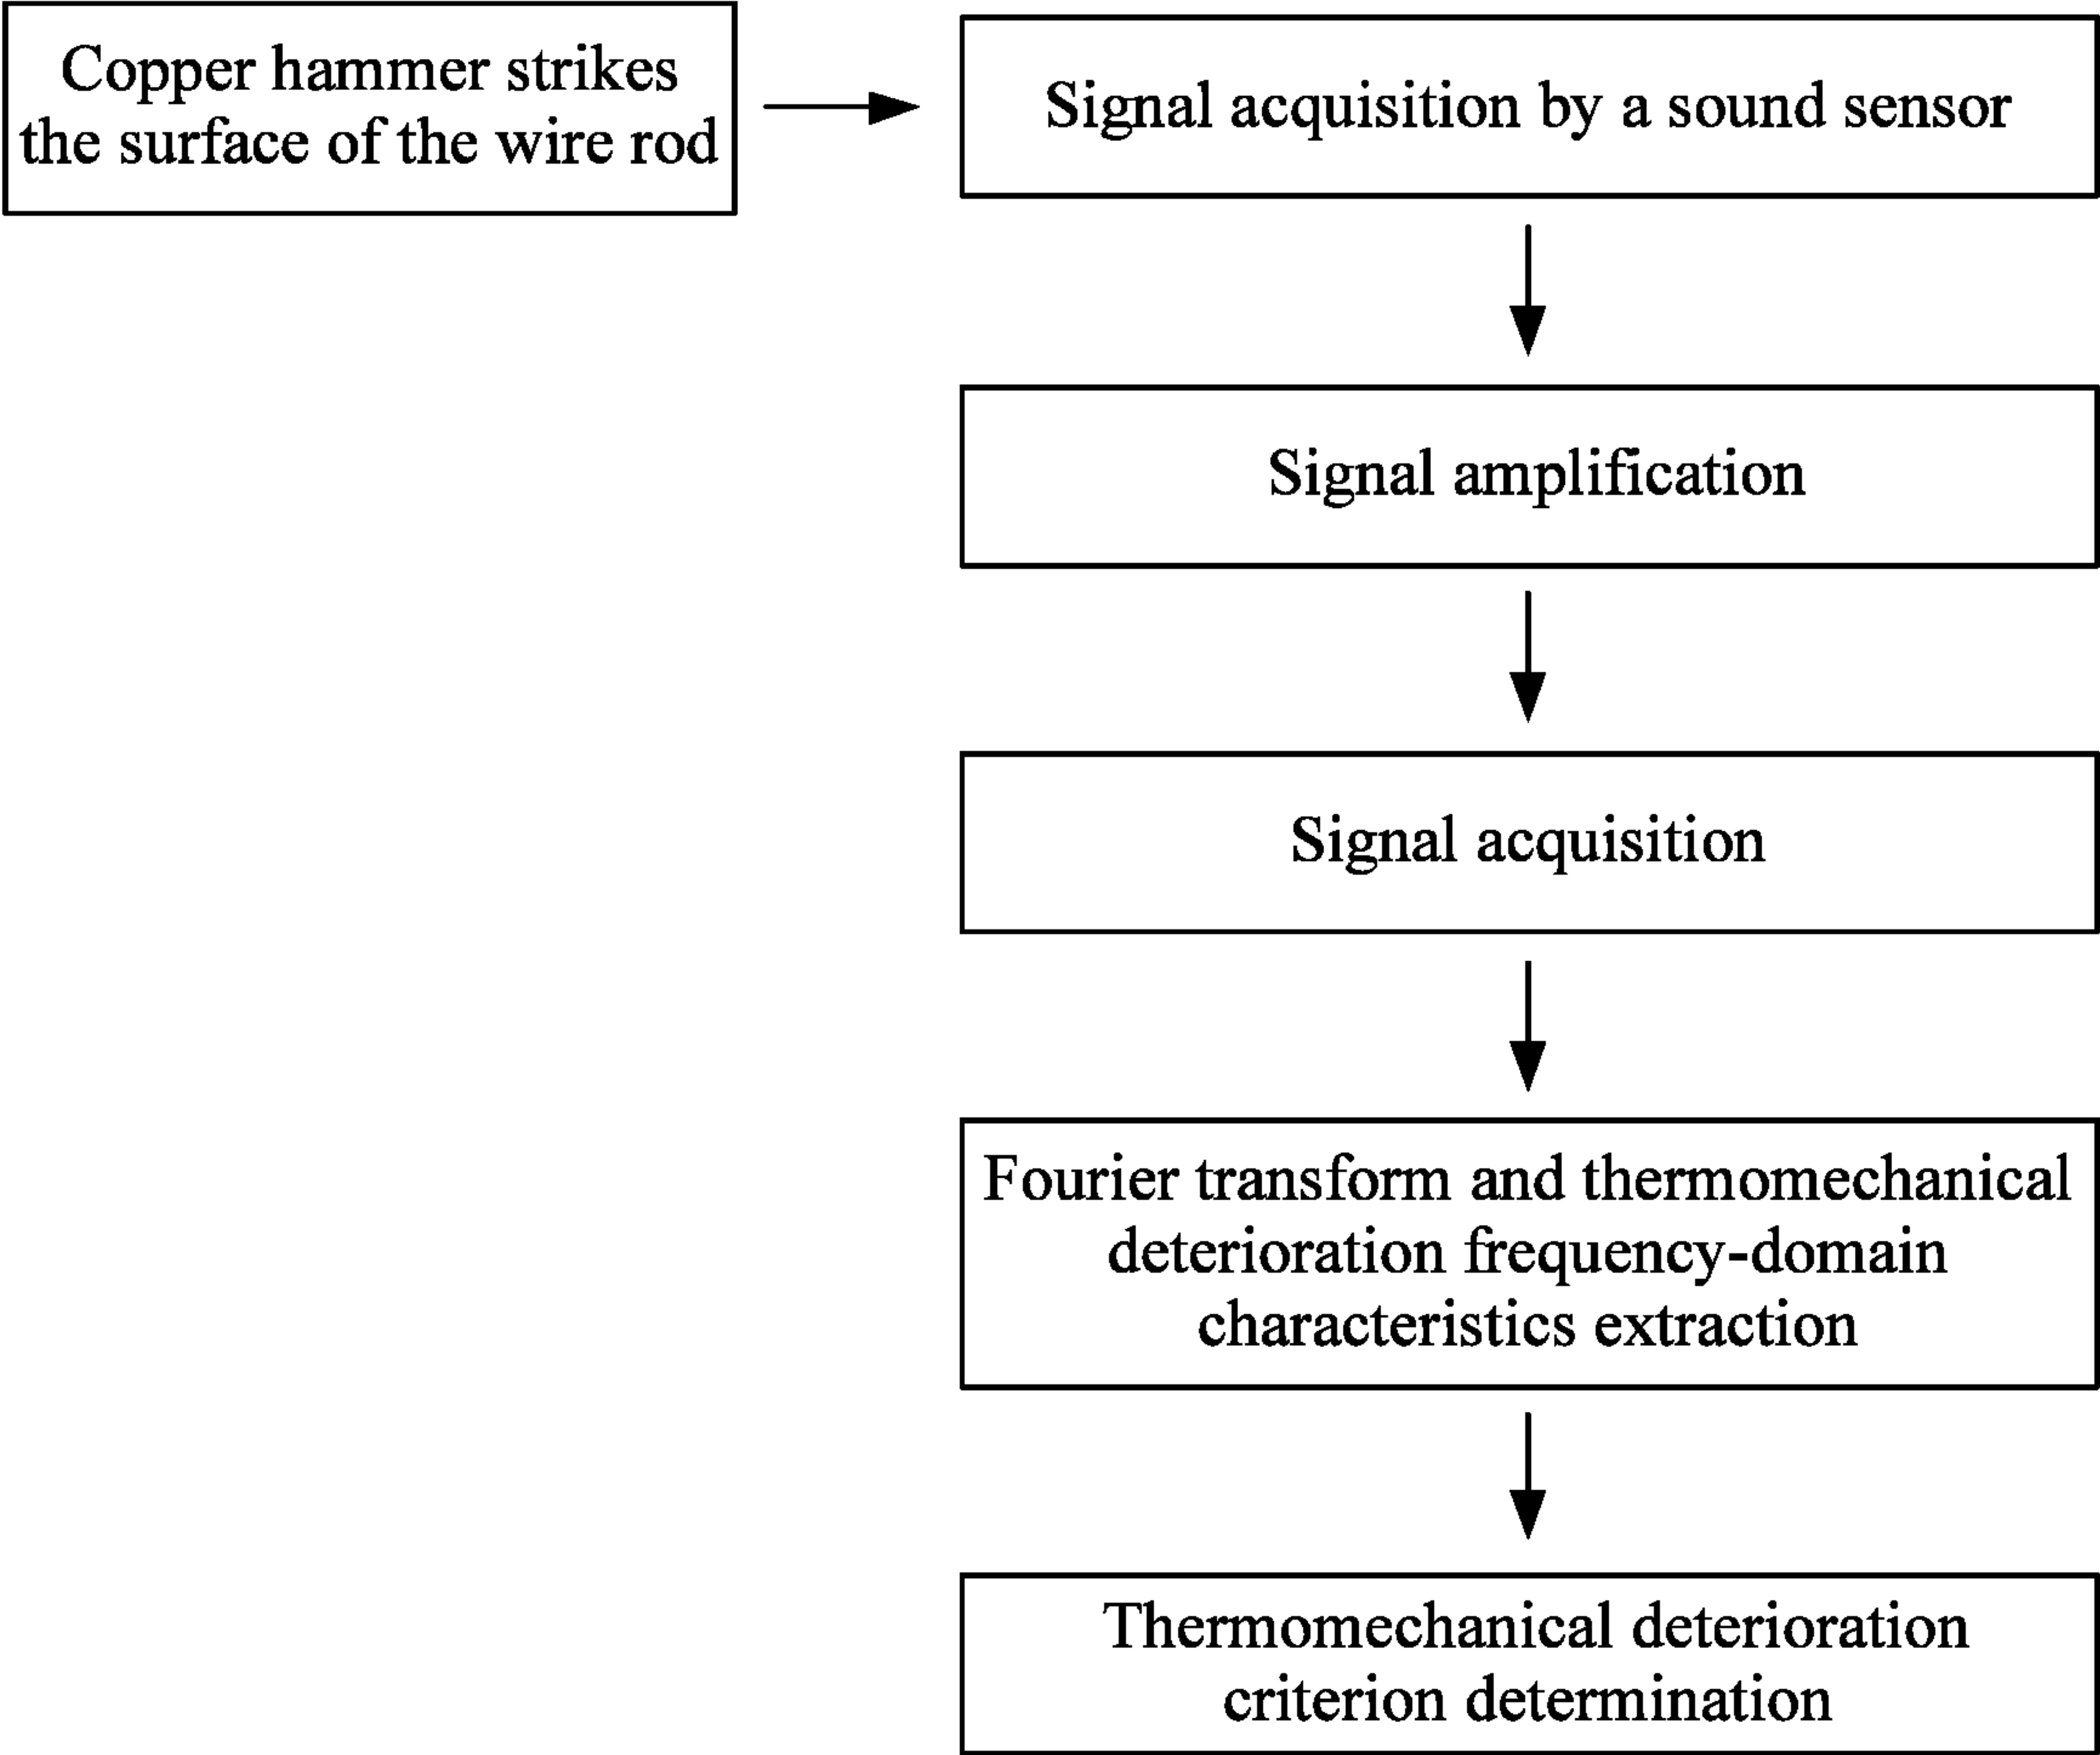 Copper hammer strikes
the surface of the wire rod
Signal acquisition by a sound sensor
Signal amplification
Signal acquisition
Fourier transform and thermomechanical
deterioration frequency-domain
characteristics extraction
Thermomechanical deterioration
criterion determination